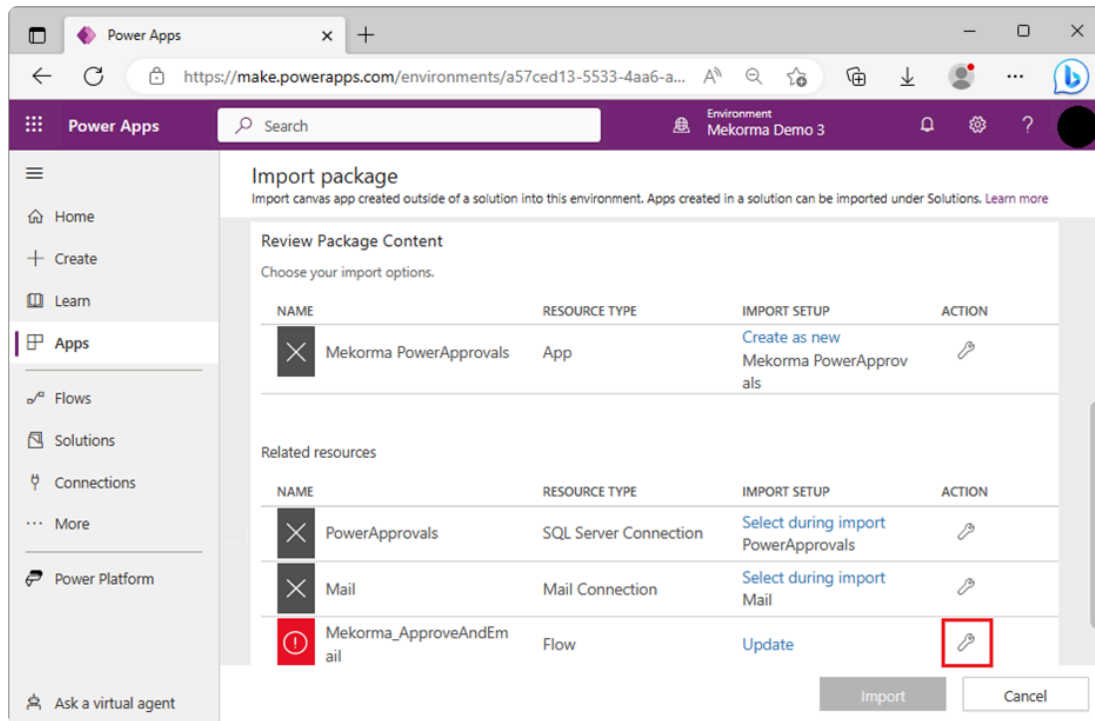 Power Apps
https://make.powerapps.com/environments/a57ced13-5533-4aa6-a...
Power Apps
Search
Environment
Mekorma Demo 3
Home
Create
Learn
Apps
Flows
Solutions
Connections
More
Power Platform
Ask a virtual agent
Import package
Import canvas app created outside of a solution into this environment. Apps created in a solution can be imported under Solutions. Learn more
Review Package Content
Choose your import options.
NAME RESOURCE TYPE IMPORT SETUP ACTION
Mekorma PowerApprovals App Create as new
Mekorma PowerApprov
als
Related resources
NAME RESOURCE TYPE IMPORT SETUP ACTION
PowerApprovals SQL Server Connection Select during import
PowerApprovals
Mail Mail Connection Select during import
Mail
Mekorma_ApproveAndEm
ail Flow Update
Import Cancel